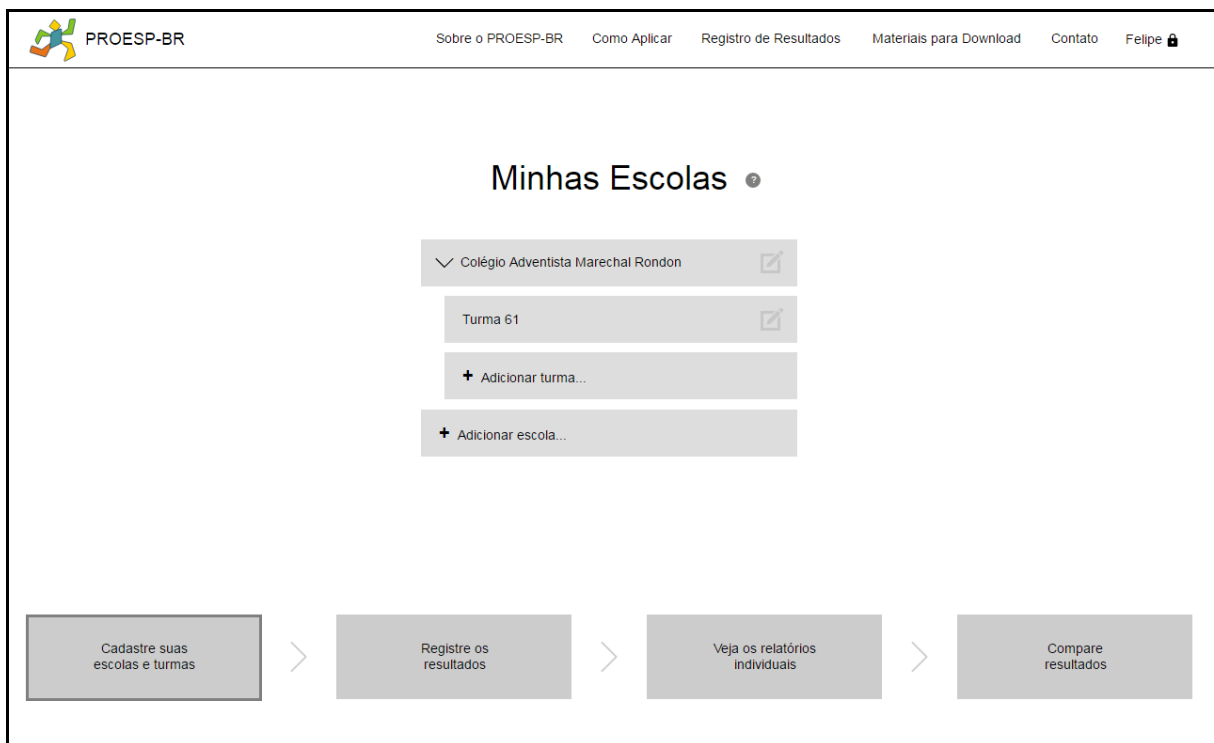 PROESP-BR
Sobre o PROESP-BR
Como Aplicar
Registro de Resultados
Materiais para Download
Contato
Felipe
Minhas Escolas ?
Colégio Adventista Marechal Rondon
Turma 61
+ Adicionar turma...
+ Adicionar escola...
Cadastre suas
escolas e turmas
Registre os
resultados
Veja os relatórios
individuais
Compare
resultados